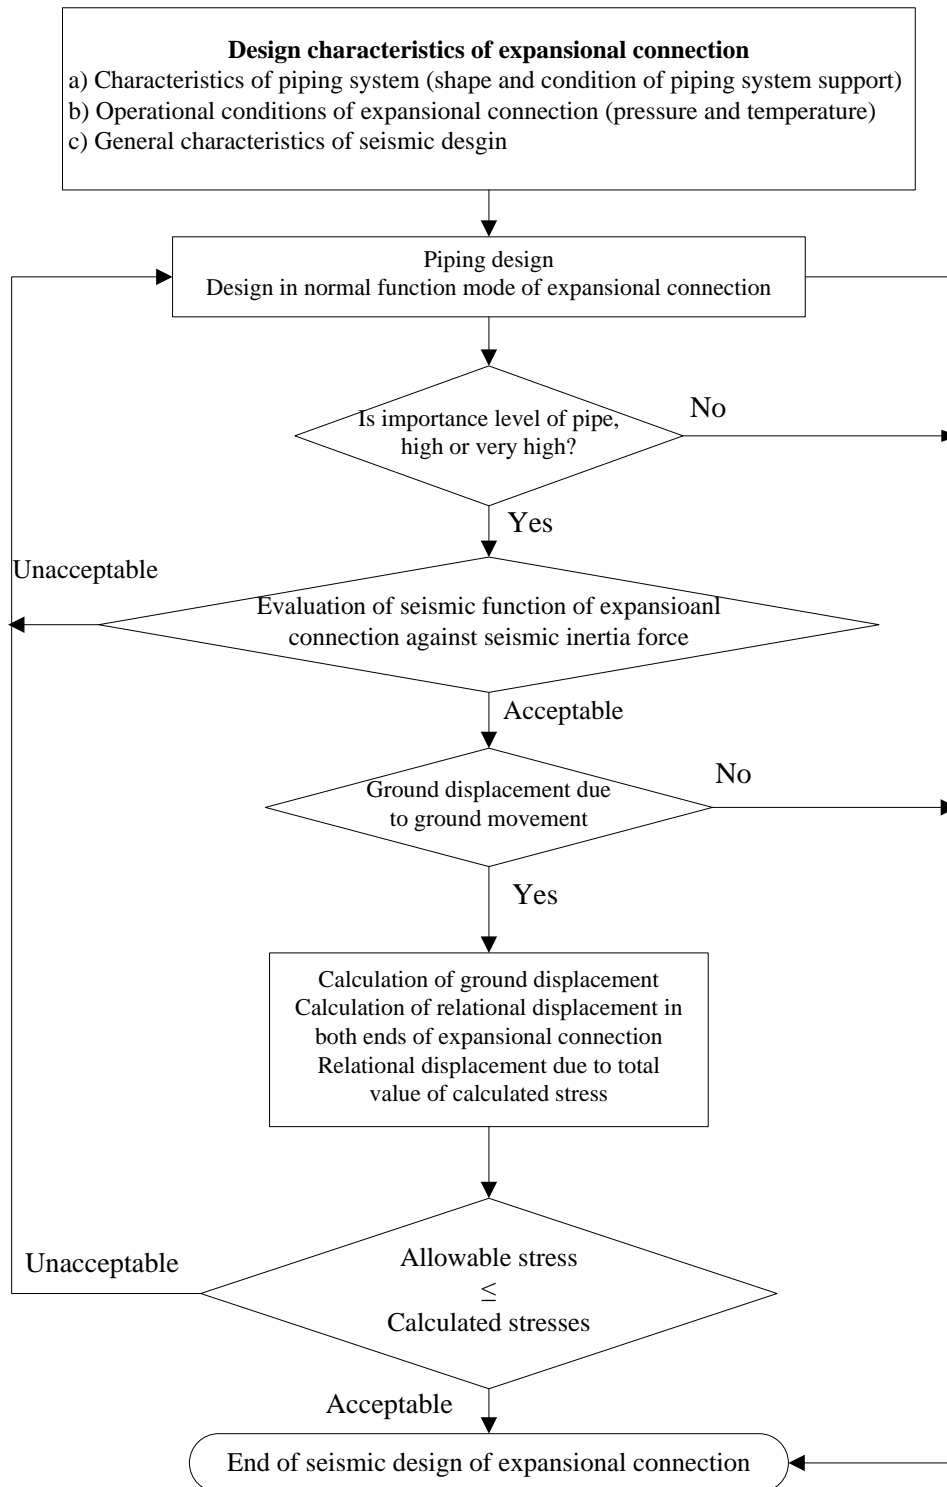 Design characteristics of expansional connection
a) Characteristics of piping system (shape and condition of piping system support)
b) Operational conditions of expansional connection (pressure and temperature)
c) General characteristics of seismic desgin
Piping design
Design in normal function mode of expansional connection
Is importance level of pipe,
high or very high?
No
Yes
Unacceptable
Evaluation of seismic function of expansioanl
connection against seismic inertia force
Acceptable
Ground displacement due
to ground movement
No
Yes
Calculation of ground displacement
Calculation of relational displacement in
both ends of expansional connection
Relational displacement due to total
value of calculated stress
Unacceptable
Allowable stress
≤
Calculated stresses
Acceptable
End of seismic design of expansional connection